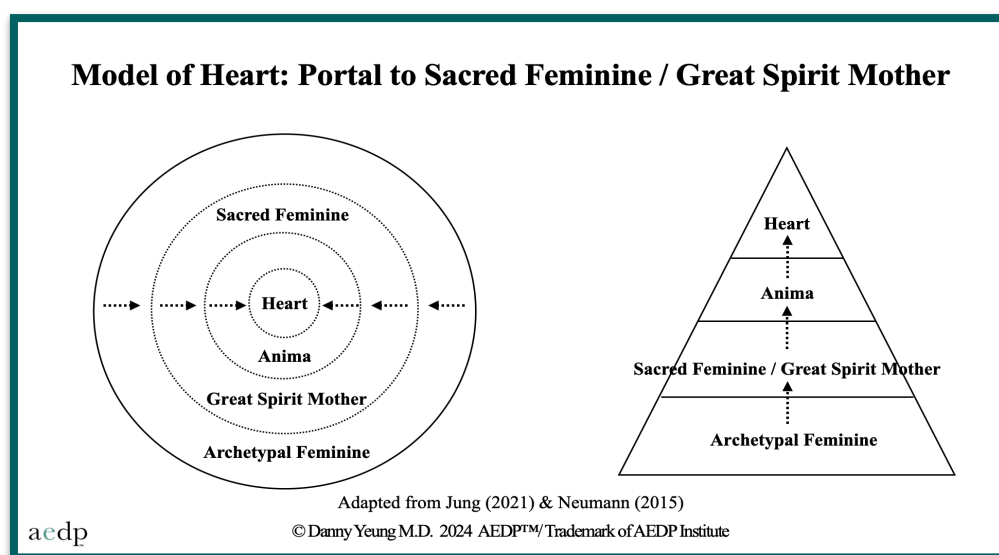 Model of Heart: Portal to Sacred Feminine / Great Spirit Mother
Sacred Feminine
Heart
Anima
Great Spirit Mother
Archetypal Feminine
Heart
Anima
Sacred Feminine / Great Spirit Mother
Archetypal Feminine
Adapted from Jung (2021) & Neumann (2015)
© Danny Yeung M.D. 2024 AEDP™/ Trademark of AEDP Institute
aedp